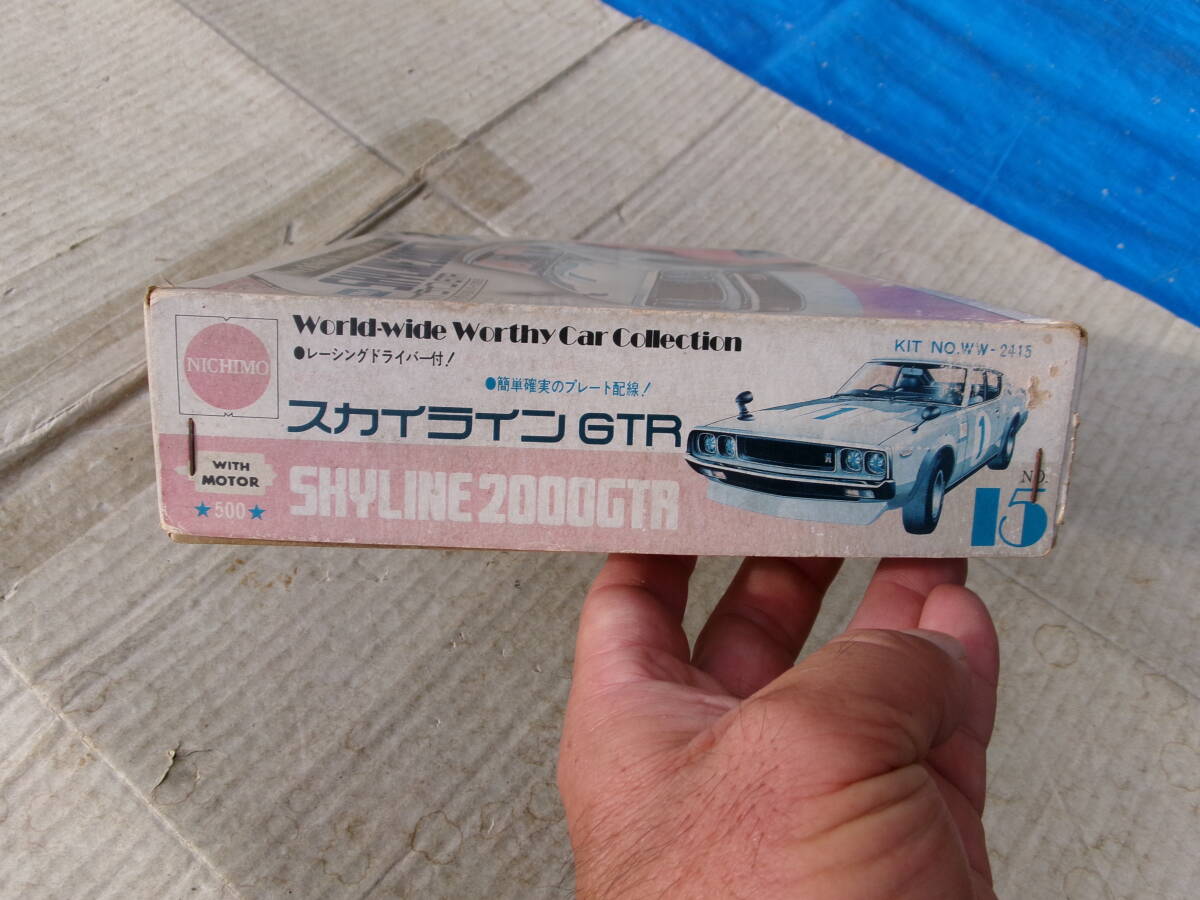 World-wide Worthy Car Collection
KIT NO.WW-2415
NICHIMO
●レーシングドライバー付!
●簡単確実のプレート配線!
スカイライン GTR
WITH
MOTOR
SKYLINE 2000GTR
★500★
1
NO.
15